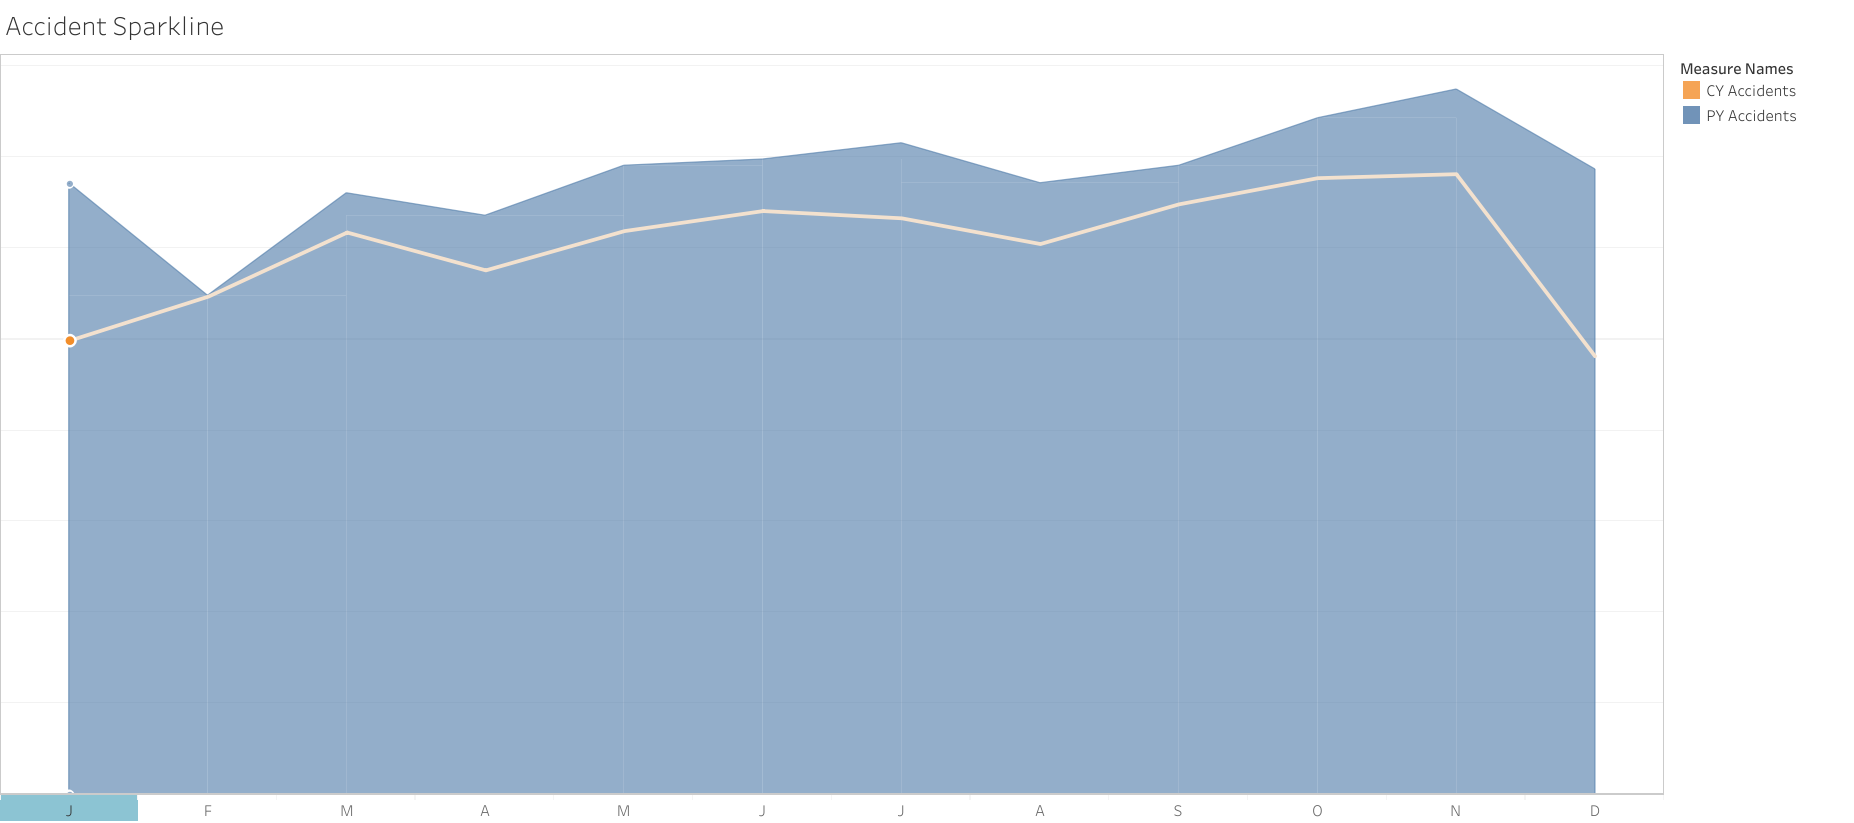 Accident Sparkline
Measure Names
CY Accidents
PY Accidents
J F M A M J J A S O N D